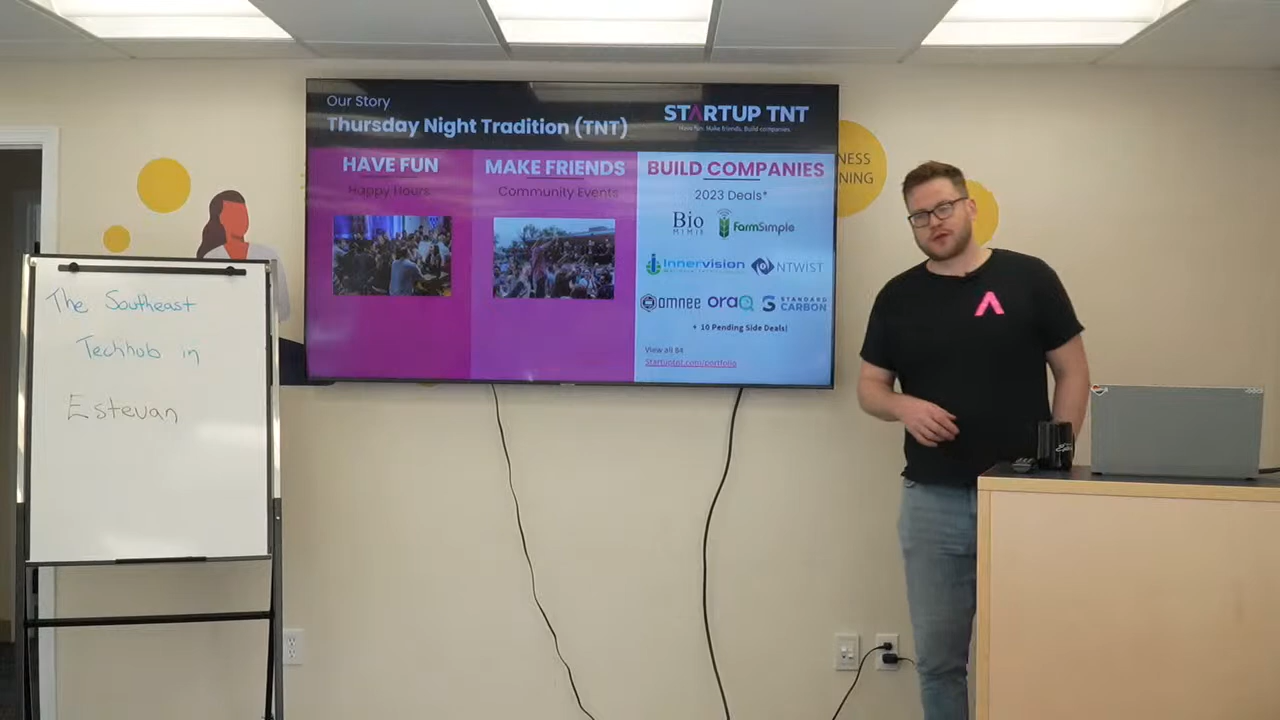 Our Story
Thursday Night Tradition (TNT)
STARTUP TNT
Have fun. Make friends. Build companies.
HAVE FUN
Happy Hours
MAKE FRIENDS
Community Events
BUILD COMPANIES
2023 Deals*
Bio
MIMIR
FarmSimple
Innervision
NTWIST
omnee
oraQ
STANDARD
CARBON
+ 10 Pending Side Deals!
View all 84
Startuptnt.com/portfolio
NESS
NING
The Southeast
Techhub in
Estevan